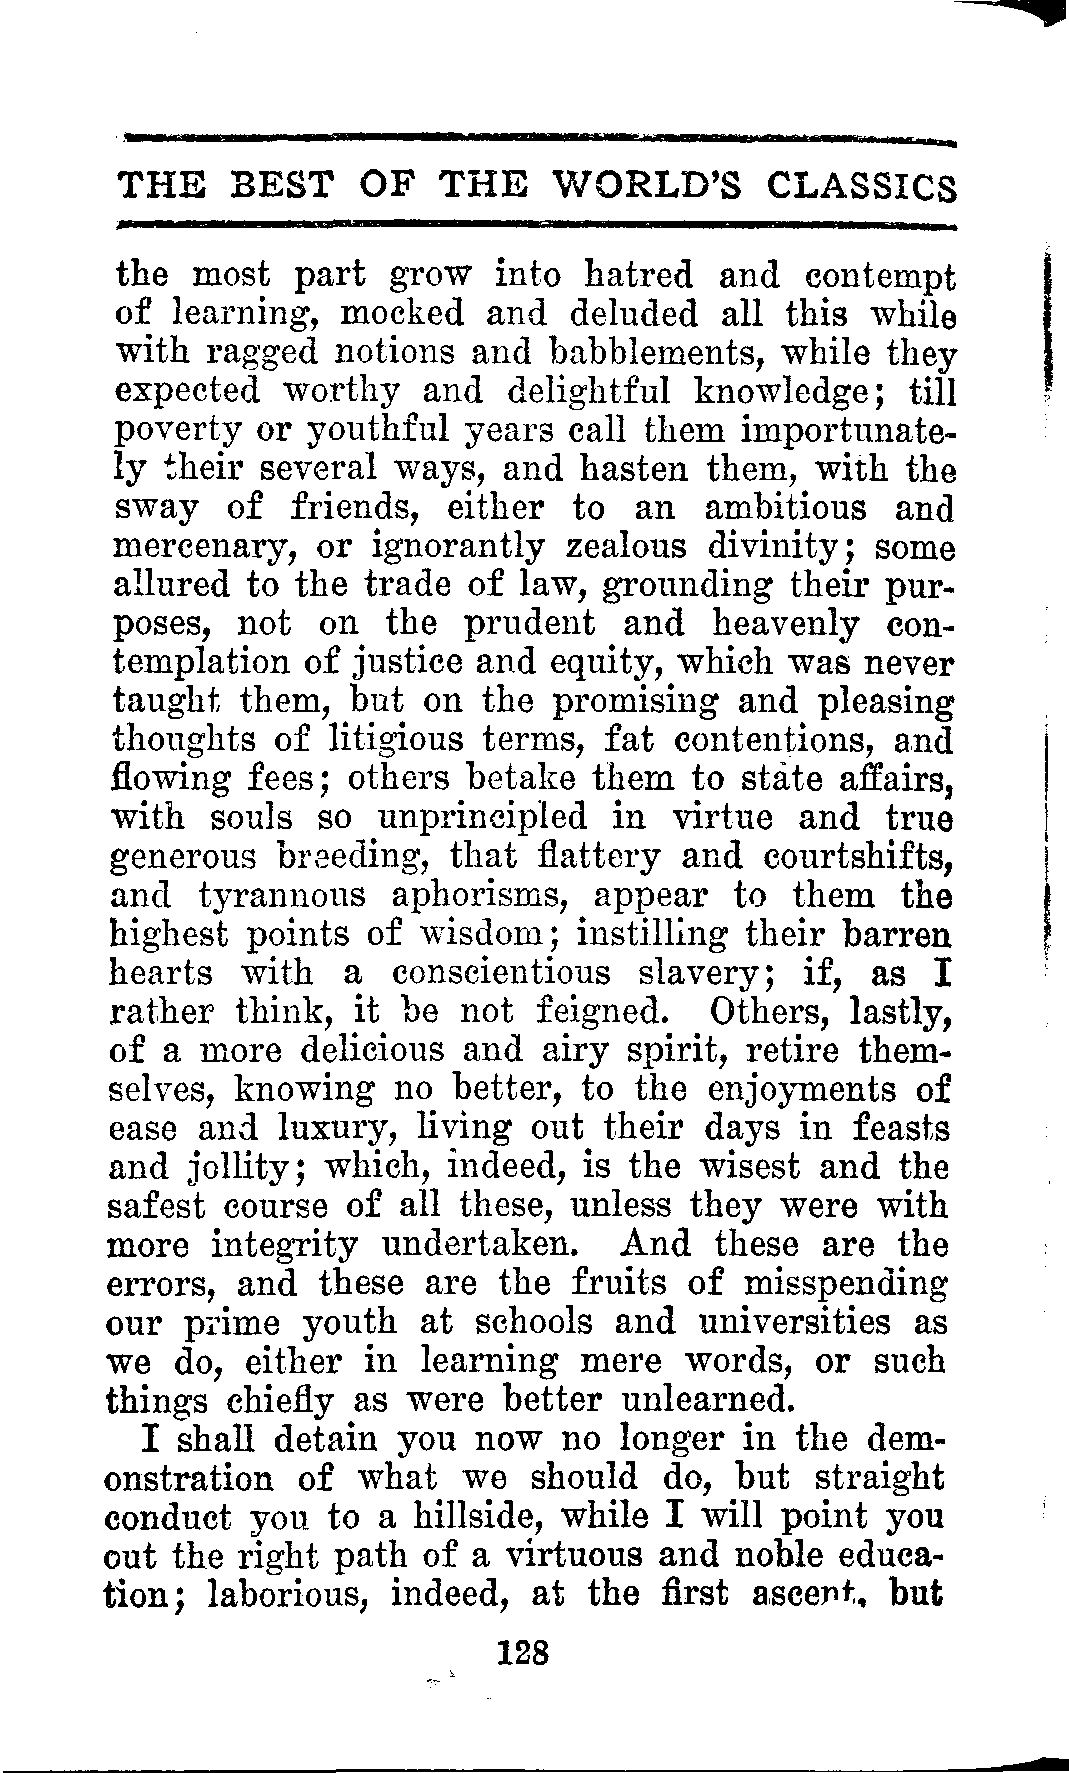 THE BEST OF THE WORLD'S CLASSICS
the most part grow into hatred and contempt
of learning, mocked and deluded all this while
with ragged notions and babblements, while they
expected worthy and delightful knowledge; till
poverty or youthful years call them importunate-
ly their several ways, and hasten them, with the
sway of friends, either to an ambitious and
mercenary, or ignorantly zealous divinity; some
allured to the trade of law, grounding their pur-
poses, not on the prudent and heavenly con-
templation of justice and equity, which was never
taught them, but on the promising and pleasing
thoughts of litigious terms, fat contentions, and
flowing fees; others betake them to state affairs,
with souls so unprincipled in virtue and true
generous breeding, that flattery and courtshifts,
and tyrannous aphorisms, appear to them the
highest points of wisdom; instilling their barren
hearts with a conscientious slavery; if, as I
rather think, it be not feigned. Others, lastly,
of a more delicious and airy spirit, retire them-
selves, knowing no better, to the enjoyments of
ease and luxury, living out their days in feasts
and jollity; which, indeed, is the wisest and the
safest course of all these, unless they were with
more integrity undertaken. And these are the
errors, and these are the fruits of misspending
our prime youth at schools and universities as
we do, either in learning mere words, or such
things chiefly as were better unlearned.
I shall detain you now no longer in the dem-
onstration of what we should do, but straight
conduct you to a hillside, while I will point you
out the right path of a virtuous and noble educa-
tion; laborious, indeed, at the first ascent, but
128